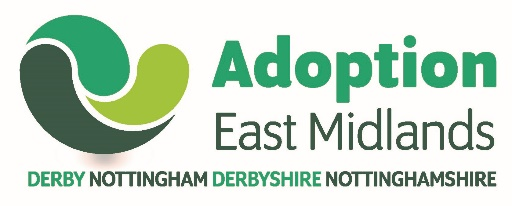 Adoption
East Midlands
DERBY NOTTINGHAM DERBYSHIRE NOTTINGHAMSHIRE